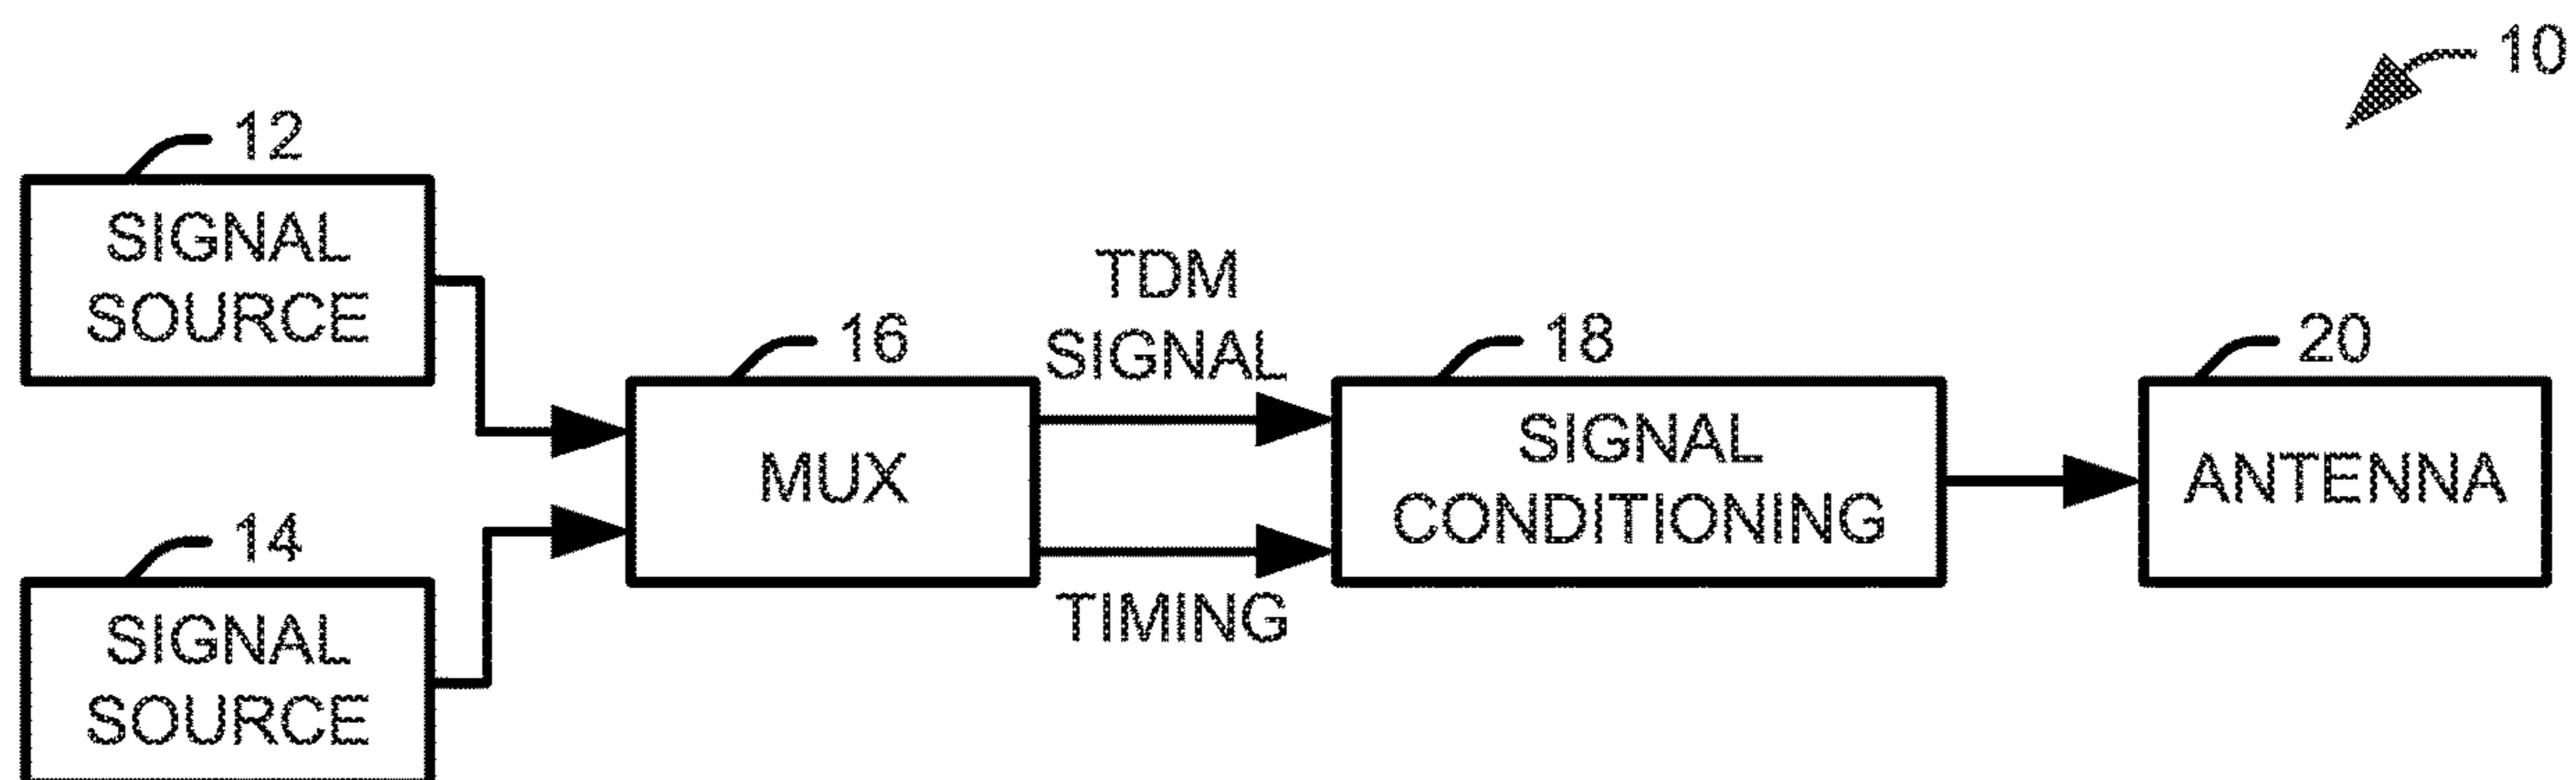 10
12
SIGNAL
SOURCE
14
SIGNAL
SOURCE
16
MUX
TDM
SIGNAL
TIMING
18
SIGNAL
CONDITIONING
20
ANTENNA